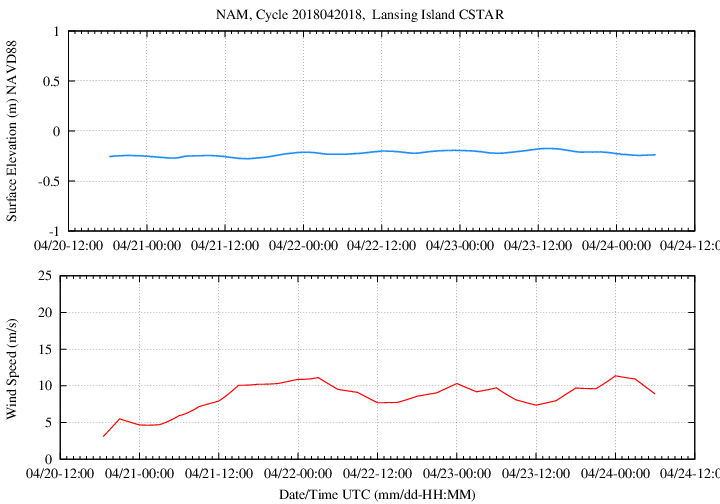 NAM, Cycle 2018042018,  Lansing Island CSTAR
Surface Elevation (m) NAVD88
1
0.5
0
-0.5
-1
04/20-12:00 04/21-00:00 04/21-12:00 04/22-00:00 04/22-12:00 04/23-00:00 04/23-12:00 04/24-00:00 04/24-12:0
Wind Speed (m/s)
25
20
15
10
5
0
04/20-12:00 04/21-00:00 04/21-12:00 04/22-00:00 04/22-12:00 04/23-00:00 04/23-12:00 04/24-00:00 04/24-12:0
Date/Time UTC (mm/dd-HH:MM)